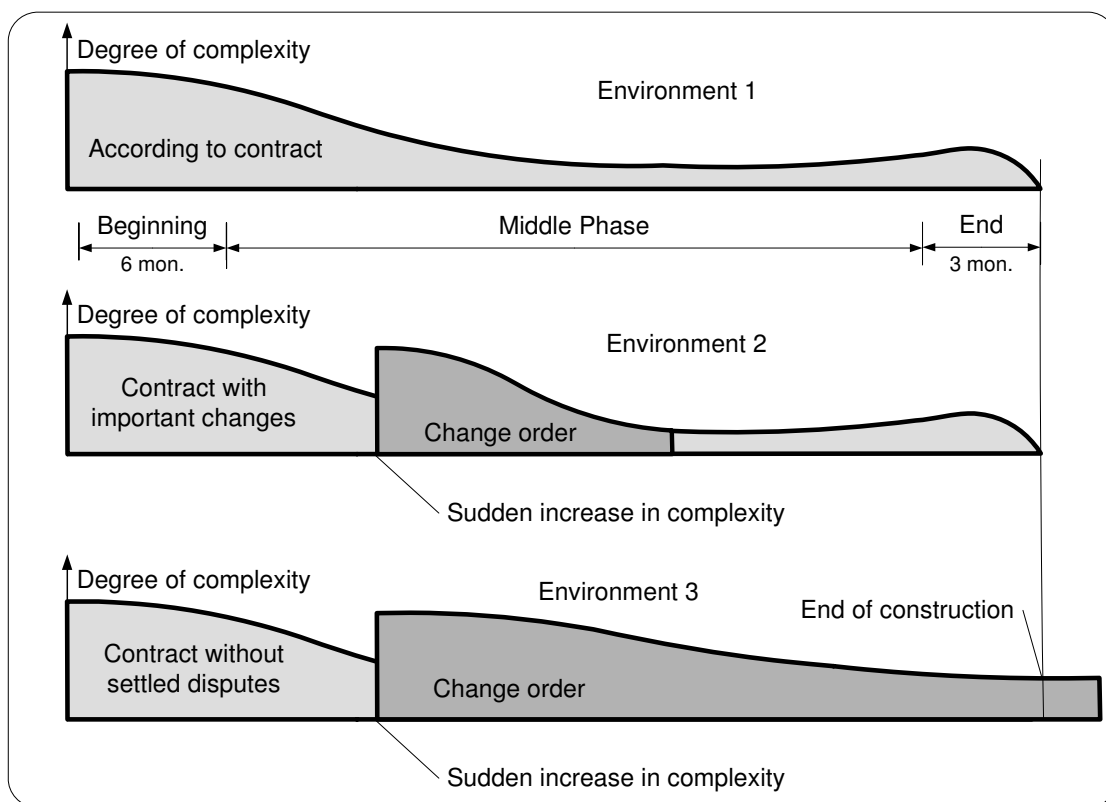 Degree of complexity
Environment 1
According to contract
Beginning
Middle Phase
End
6 mon.
3 mon.
Degree of complexity
Environment 2
Contract with
important changes
Change order
Sudden increase in complexity
Degree of complexity
Environment 3
End of construction
Contract without
settled disputes
Change order
Sudden increase in complexity